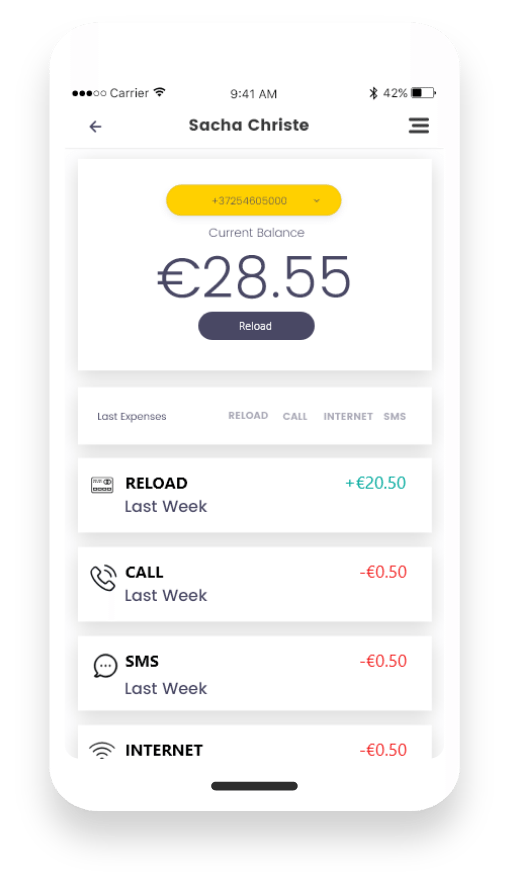 Carrier 9:41 AM 42%
Sacha Christe
+37254605000
Current Balance
€28.55
Reload
Last Expenses RELOAD CALL INTERNET SMS
RELOAD +€20.50
Last Week
CALL -€0.50
Last Week
SMS -€0.50
Last Week
INTERNET -€0.50